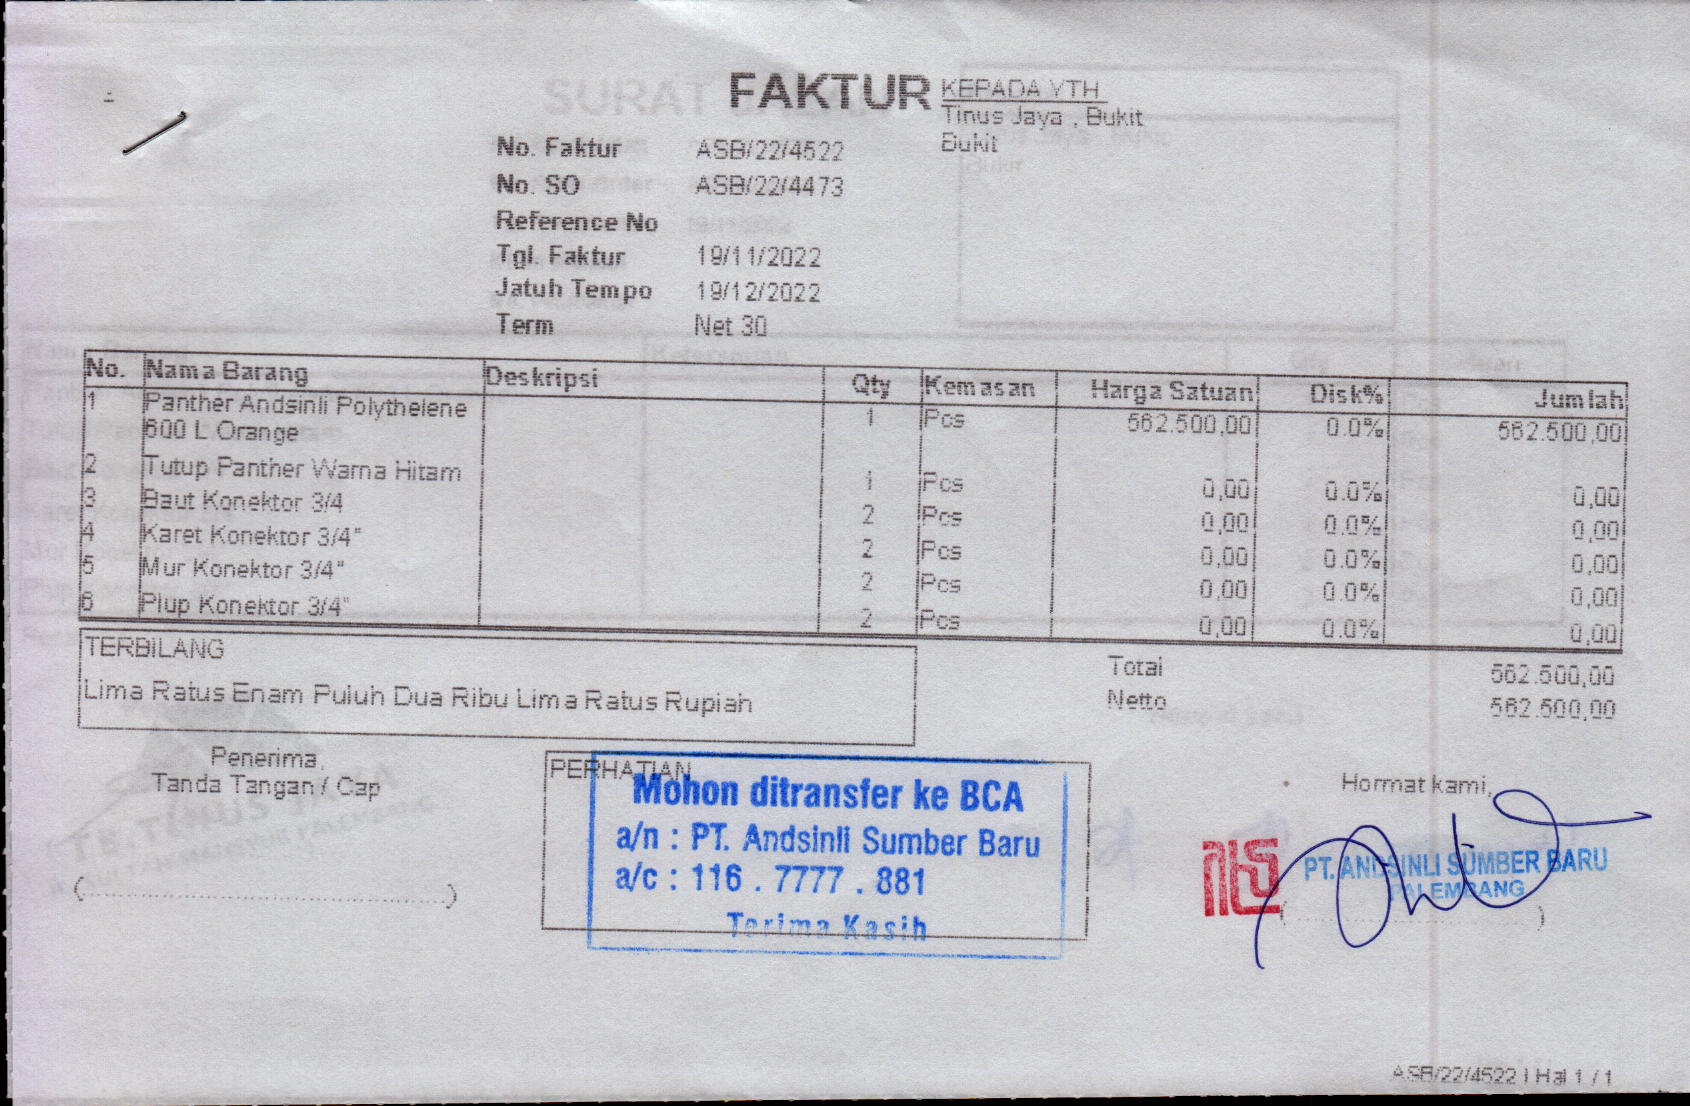 FAKTUR
KEPADA YTH
Tinus Jaya , Bukit
Bukit
No. Faktur ASB/22/4522
No. SO ASB/22/4473
Reference No
Tgl. Faktur 19/11/2022
Jatuh Tempo 19/12/2022
Term Net 30
No. Nama Barang Deskripsi Qty Kemasan Harga Satuan Disk% Jumlah
1 Panther Andsinli Polythelene 1 Pcs 562.500,00 0.0% 562.500,00
600 L Orange
2 Tutup Panther Warna Hitam 1 Pcs 0,00 0.0% 0,00
3 Baut Konektor 3/4 2 Pcs 0,00 0.0% 0,00
4 Karet Konektor 3/4" 2 Pcs 0,00 0.0% 0,00
5 Mur Konektor 3/4" 2 Pcs 0,00 0.0% 0,00
6 Plup Konektor 3/4" 2 Pcs 0,00 0.0% 0,00
TERBILANG
Lima Ratus Enam Puluh Dua Ribu Lima Ratus Rupiah
Total 562.500,00
Netto 562.500,00
Penerima,
Tanda Tangan / Cap
(..............................................)
PERHATIAN
Mohon ditransfer ke BCA
a/n : PT. Andsinli Sumber Baru
a/c : 116 . 7777 . 881
Terima Kasih
Hormat kami,
PT. ANDSINLI SUMBER BARU
PALEMBANG
ASB/22/4522 | Hal 1 / 1